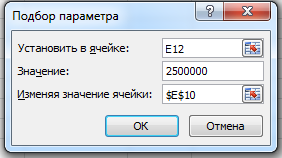 Подбор параметра
Установить в ячейке: E12
Значение: 2500000
Изменяя значение ячейки: $E$10
ОК Отмена